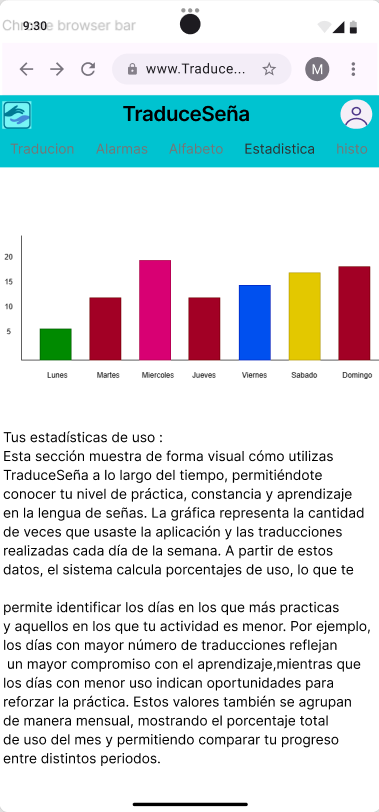 9:30
www.Traduce...
M
TraduceSeña
Traducion Alarmas Alfabeto Estadistica histo
20
15
10
5
Lunes Martes Miercoles Jueves Viernes Sabado Domingo
Tus estadísticas de uso :
Esta sección muestra de forma visual cómo utilizas
TraduceSeña a lo largo del tiempo, permitiéndote
conocer tu nivel de práctica, constancia y aprendizaje
en la lengua de señas. La gráfica representa la cantidad
de veces que usaste la aplicación y las traducciones
realizadas cada día de la semana. A partir de estos
datos, el sistema calcula porcentajes de uso, lo que te
permite identificar los días en los que más practicas
y aquellos en los que tu actividad es menor. Por ejemplo,
los días con mayor número de traducciones reflejan
un mayor compromiso con el aprendizaje,mientras que
los días con menor uso indican oportunidades para
reforzar la práctica. Estos valores también se agrupan
de manera mensual, mostrando el porcentaje total
de uso del mes y permitiendo comparar tu progreso
entre distintos periodos.